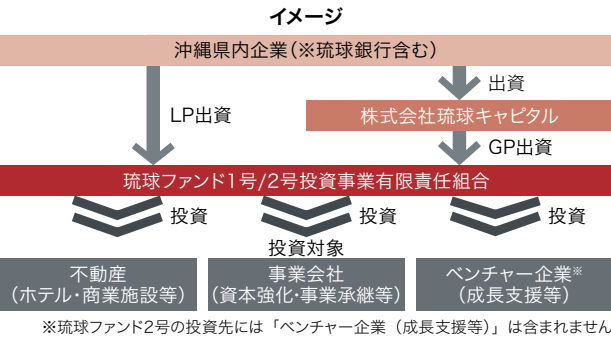 イメージ
沖縄県内企業(※琉球銀行含む)
出資
LP出資
株式会社琉球キャピタル
GP出資
琉球ファンド1号/2号投資事業有限責任組合
投資
投資
投資
投資対象
不動産
(ホテル・商業施設等)
事業会社
(資本強化・事業承継等)
ベンチャー企業※
(成長支援等)
※琉球ファンド2号の投資先には「ベンチャー企業(成長支援等)」は含まれません